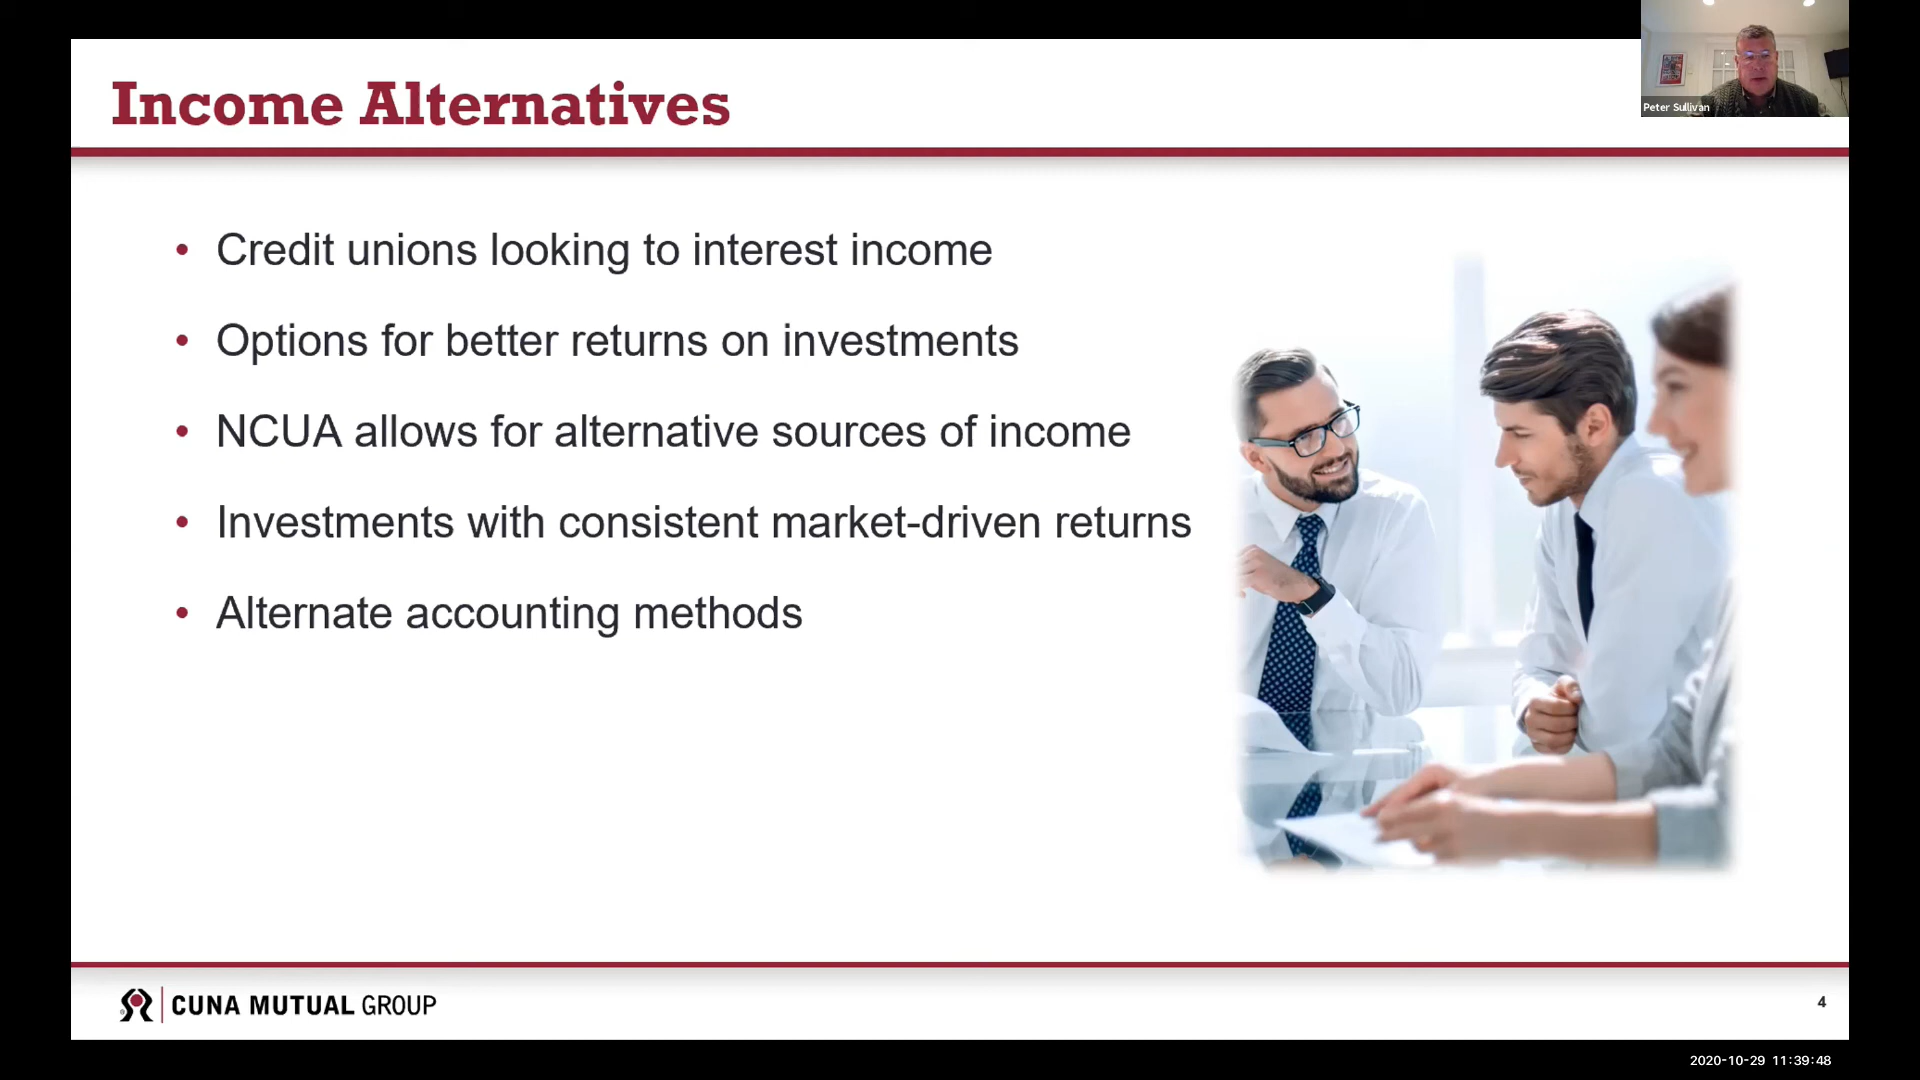 Income Alternatives
Peter Sullivan
• Credit unions looking to interest income
• Options for better returns on investments
• NCUA allows for alternative sources of income
• Investments with consistent market-driven returns
• Alternate accounting methods
CUNA MUTUAL GROUP
4
2020-10-29 11:39:48